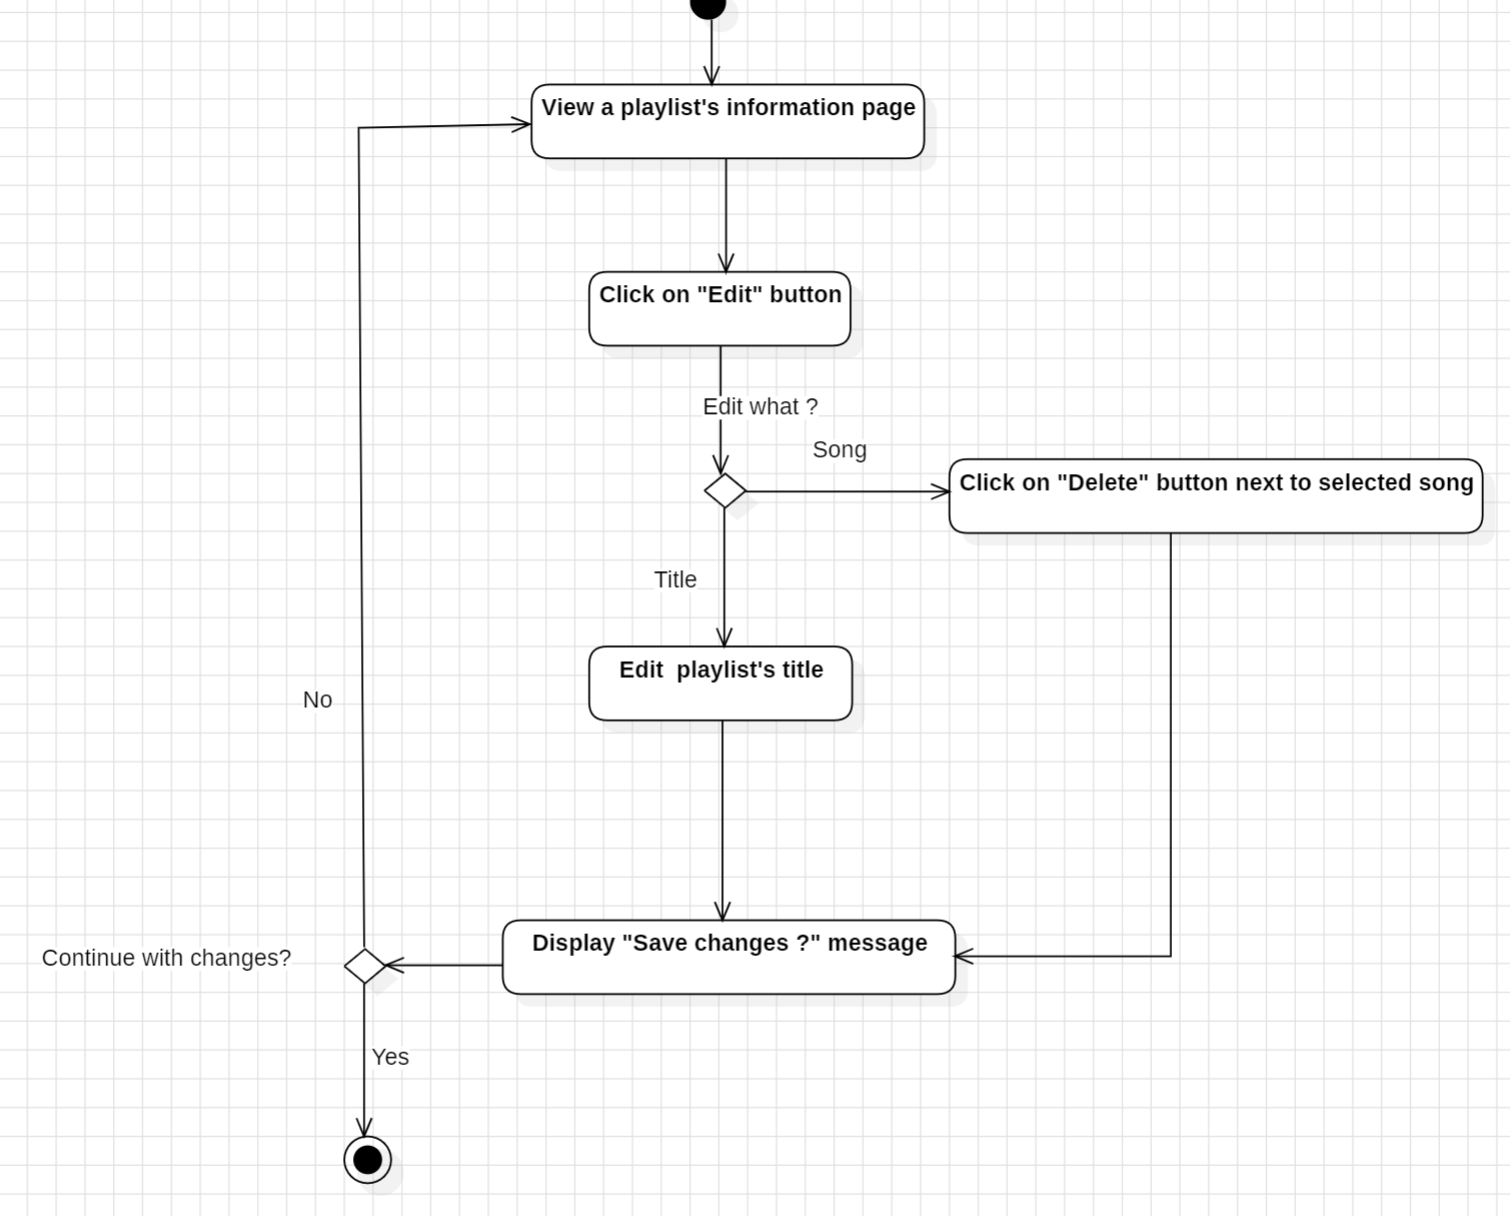 View a playlist's information page
Click on "Edit" button
Edit what ?
Song
Click on "Delete" button next to selected song
Title
Edit  playlist's title
No
Display "Save changes ?" message
Continue with changes?
Yes